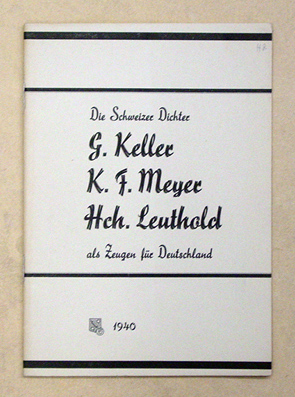 Die Schweizer Dichter
G. Keller
K. F. Meyer
Hch. Leuthold
als Zeugen für Deutschland
1940